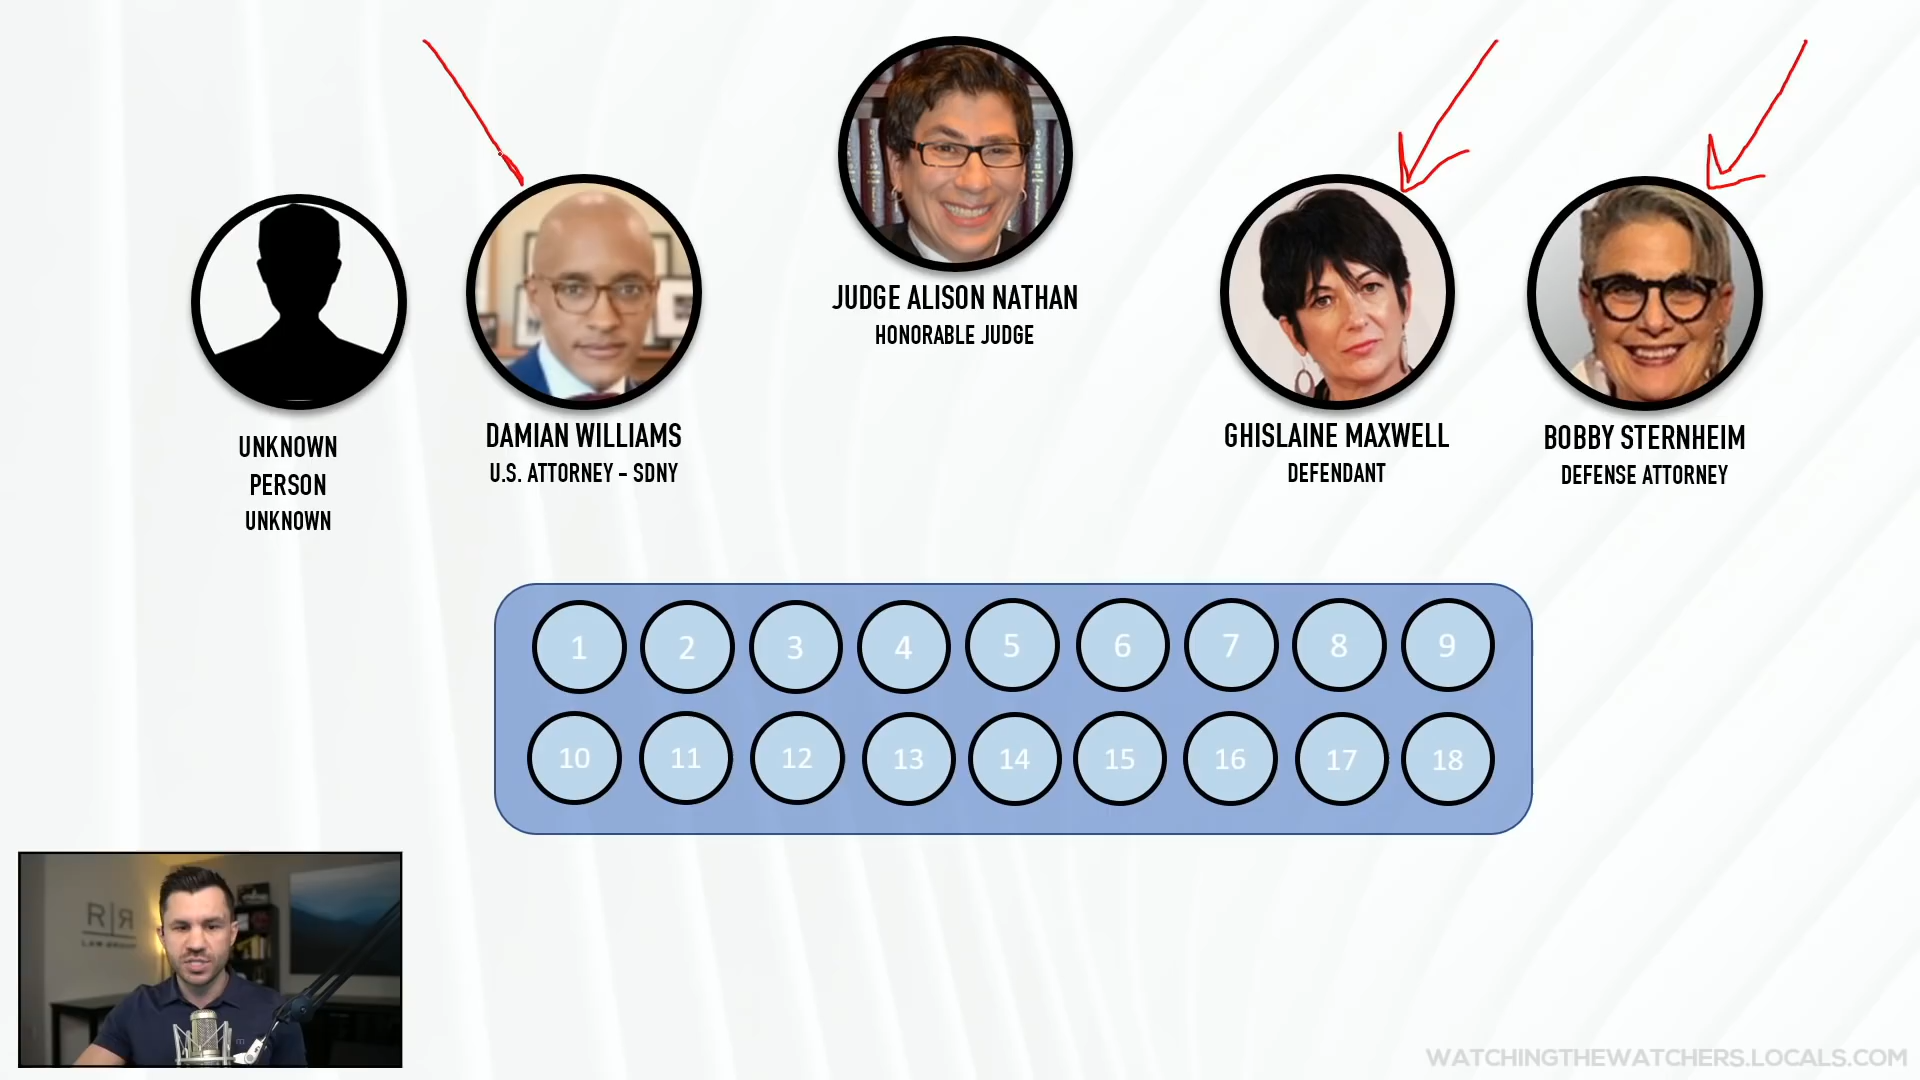 JUDGE ALISON NATHAN
HONORABLE JUDGE
UNKNOWN
PERSON
UNKNOWN
DAMIAN WILLIAMS
U.S. ATTORNEY - SDNY
GHISLAINE MAXWELL
DEFENDANT
BOBBY STERNHEIM
DEFENSE ATTORNEY
1 2 3 4 5 6 7 8 9
10 11 12 13 14 15 16 17 18
R|R
LAW GROUP
WATCHINGTHEWATCHERS.LOCALS.COM